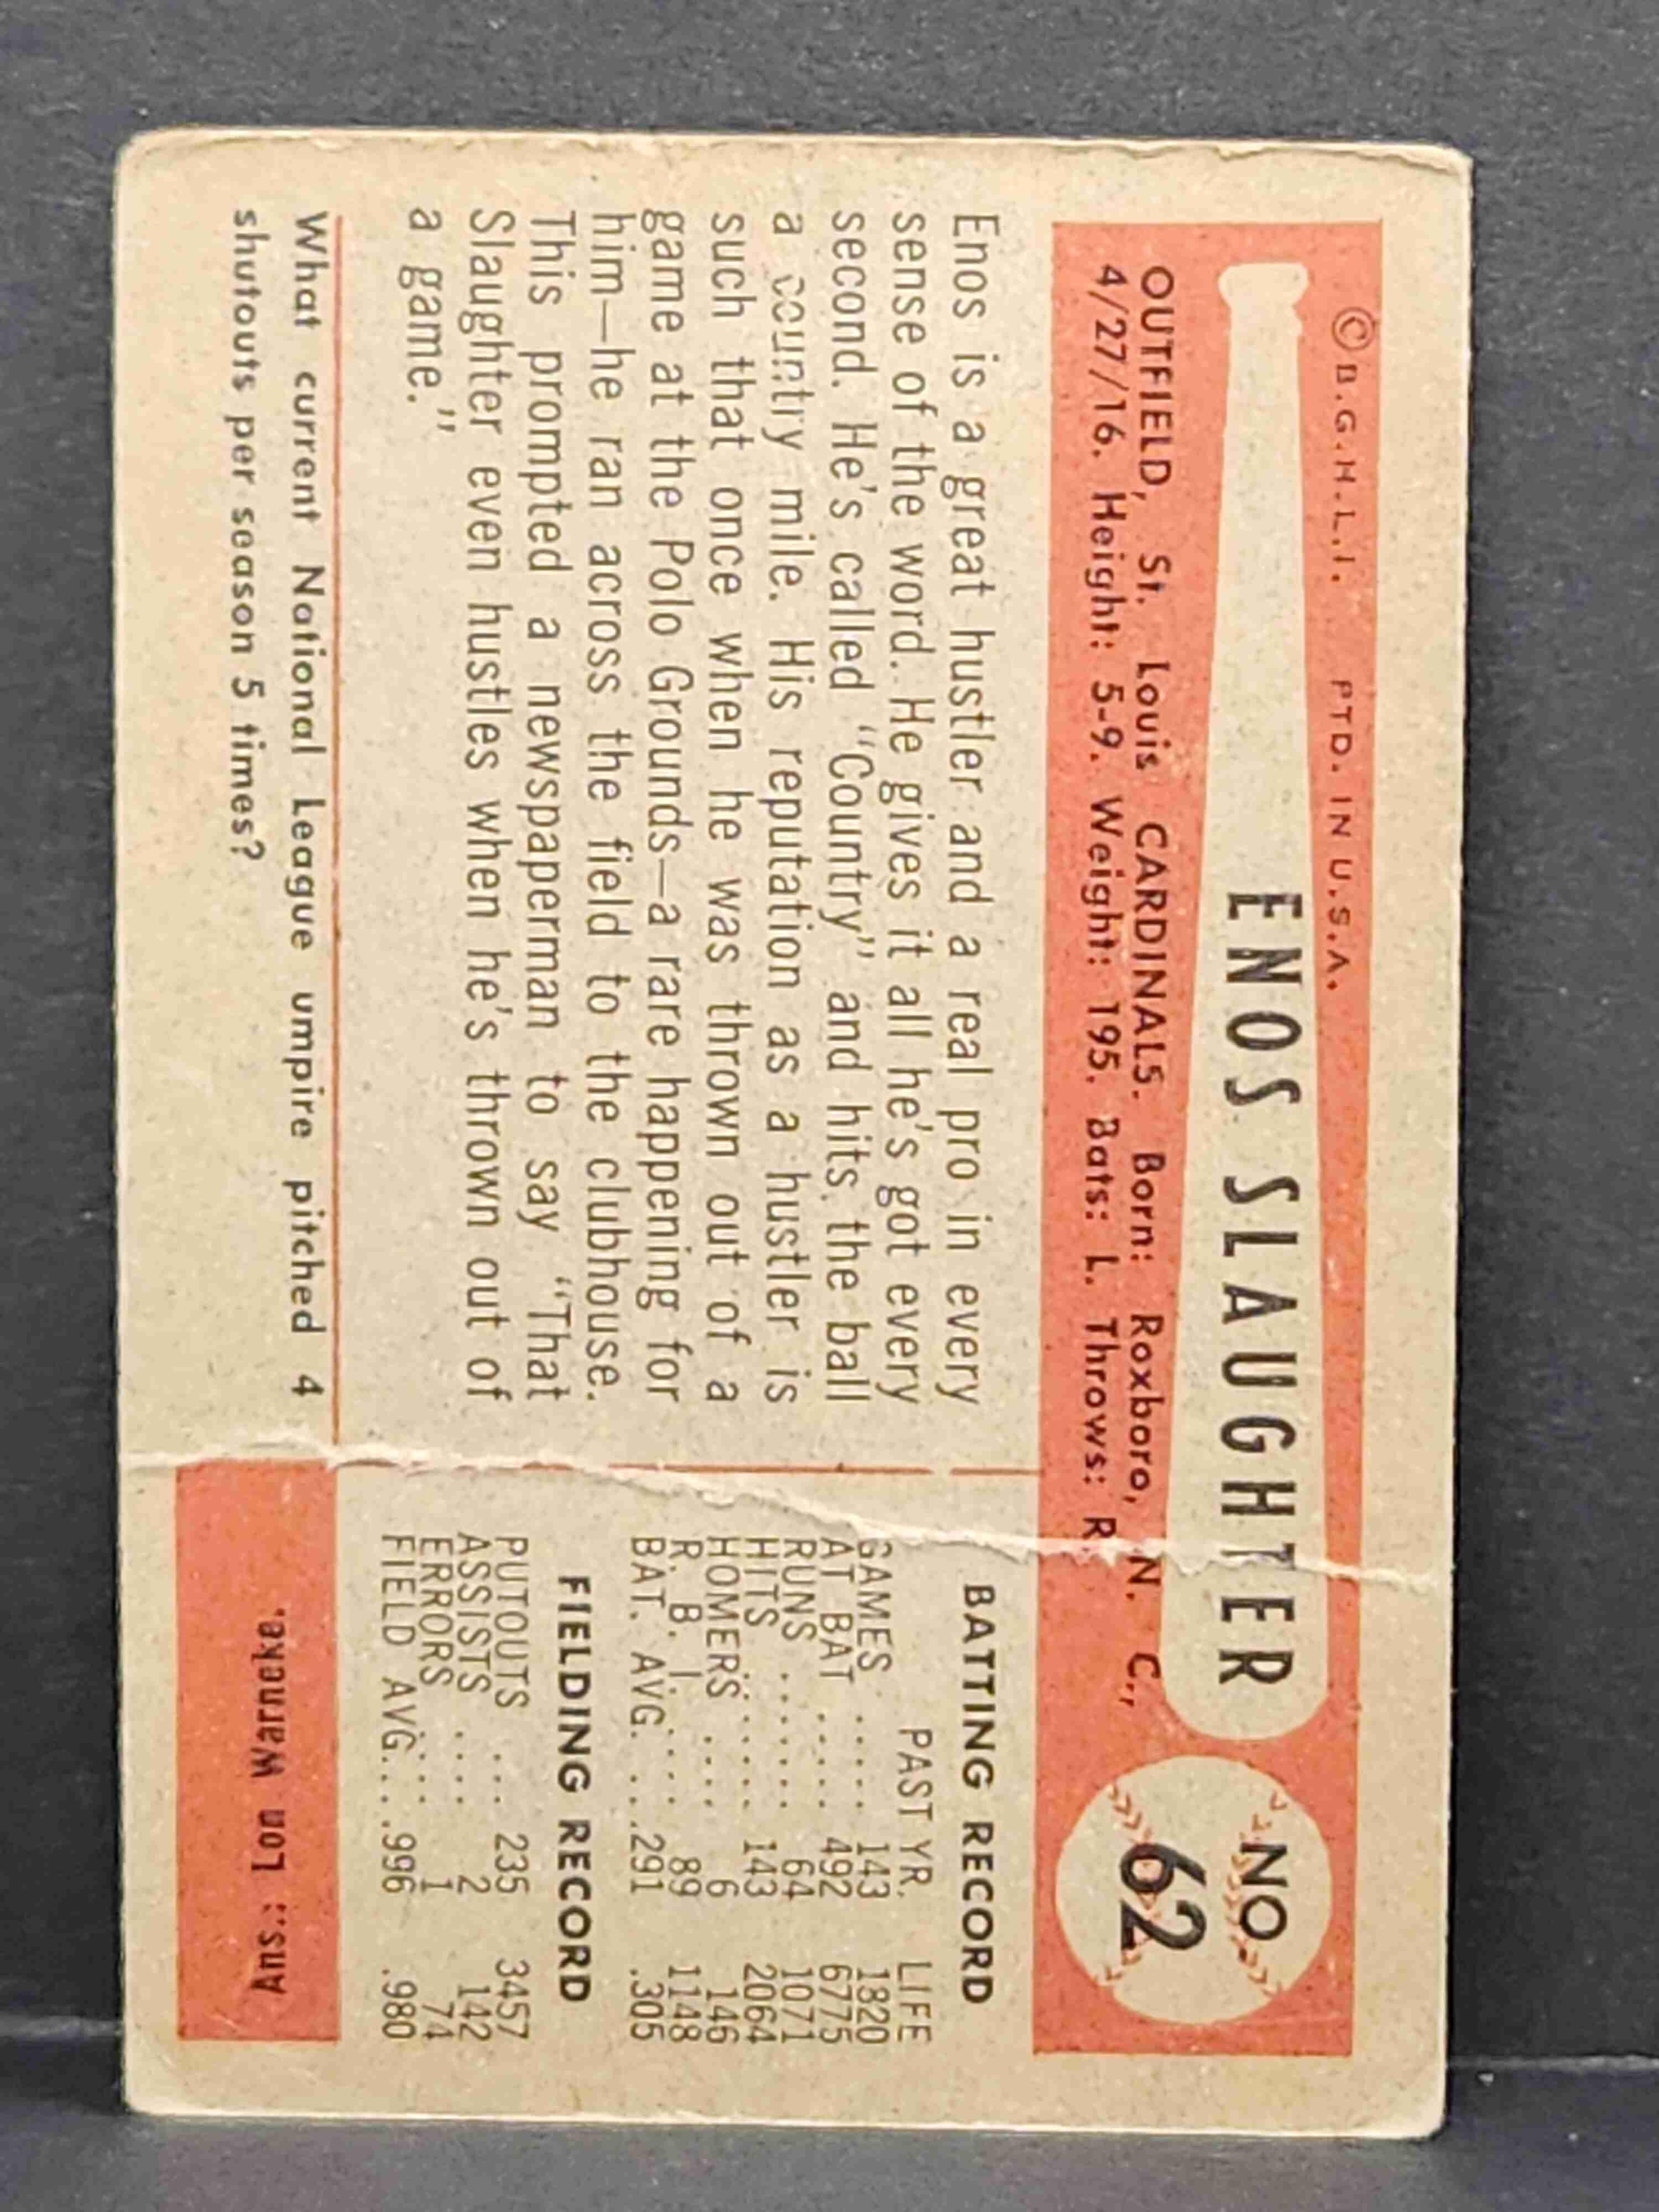 © B.G.H.L.I. PTD. IN U.S.A.
ENOS SLAUGHTER
NO.
62
OUTFIELD, St. Louis CARDINALS. Born: Roxboro, N. C.,
4/27/16. Height: 5-9. Weight: 195. Bats: L. Throws: R.
Enos is a great hustler and a real pro in every
sense of the word. He gives it all he's got every
second. He's called "Country" and hits the ball
a country mile. His reputation as a hustler is
such that once when he was thrown out of a
game at the Polo Grounds—a rare happening for
him—he ran across the field to the clubhouse.
This prompted a newspaperman to say "That
Slaughter even hustles when he's thrown out of
a game."
BATTING RECORD
PAST YR. LIFE
GAMES ..... 143 1820
AT BAT ..... 492 6775
RUNS ....... 64 1071
HITS ....... 143 2064
HOMERS .... 6 146
R. B. I. .... 89 1148
BAT. AVG. ...291 .305
FIELDING RECORD
PUTOUTS ... 235 3457
ASSISTS .... 2 142
ERRORS .... 1 74
FIELD AVG. ...996 .980
What current National League umpire pitched 4
shutouts per season 5 times?
Ans.: Lon Warneke.